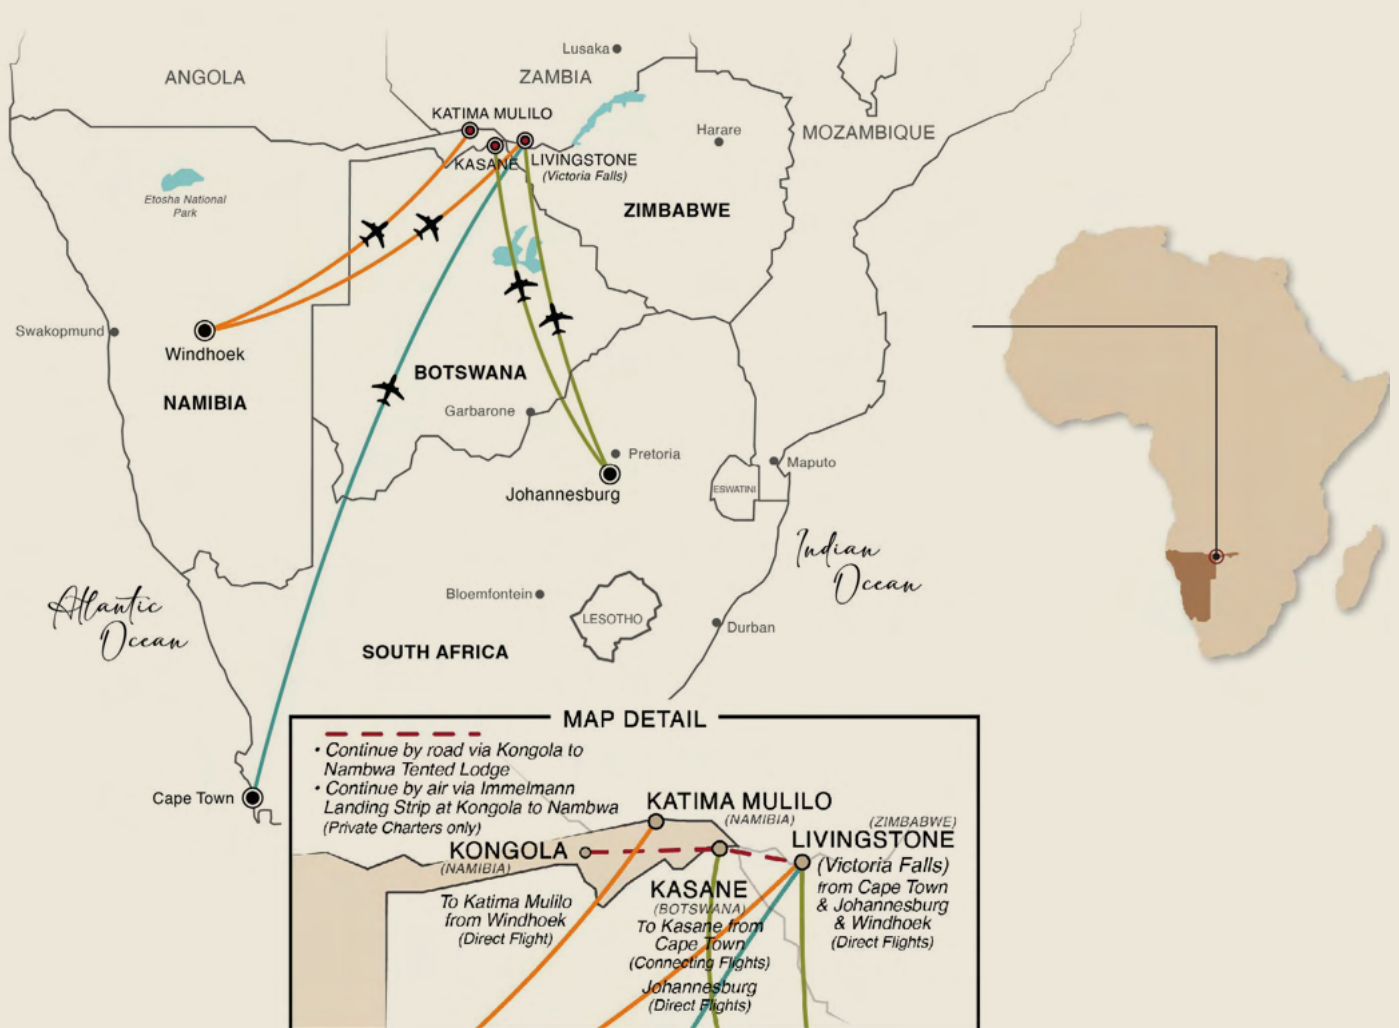 Lusaka
ANGOLA
ZAMBIA
KATIMA MULILO
Harare
MOZAMBIQUE
KASANE
LIVINGSTONE
(Victoria Falls)
Etosha National
Park
ZIMBABWE
Swakopmund
Windhoek
BOTSWANA
NAMIBIA
Garbarone
Pretoria
Maputo
Johannesburg
ESWATINI
Indian
Ocean
Atlantic
Ocean
Bloemfontein
LESOTHO
Durban
SOUTH AFRICA
Cape Town
MAP DETAIL
• Continue by road via Kongola to
Nambwa Tented Lodge
• Continue by air via Immelmann
Landing Strip at Kongola to Nambwa
(Private Charters only)
KATIMA MULILO
(NAMIBIA)
(ZIMBABWE)
LIVINGSTONE
(Victoria Falls)
from Cape Town
& Johannesburg
& Windhoek
(Direct Flights)
KONGOLA
(NAMIBIA)
To Katima Mulilo
from Windhoek
(Direct Flight)
KASANE
(BOTSWANA)
To Kasane from
Cape Town
(Connecting Flights)
Johannesburg
(Direct Flights)